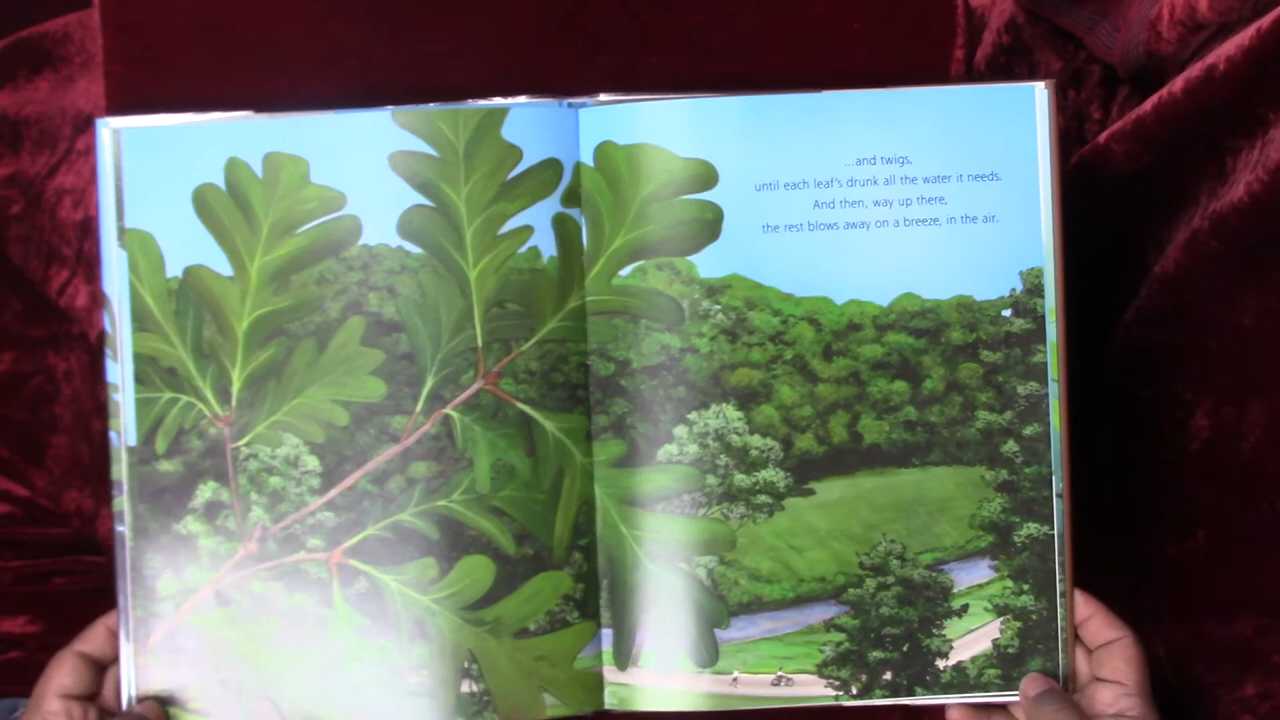 ...and twigs,
until each leaf's drunk all the water it needs.
And then, way up there,
the rest blows away on a breeze, in the air.